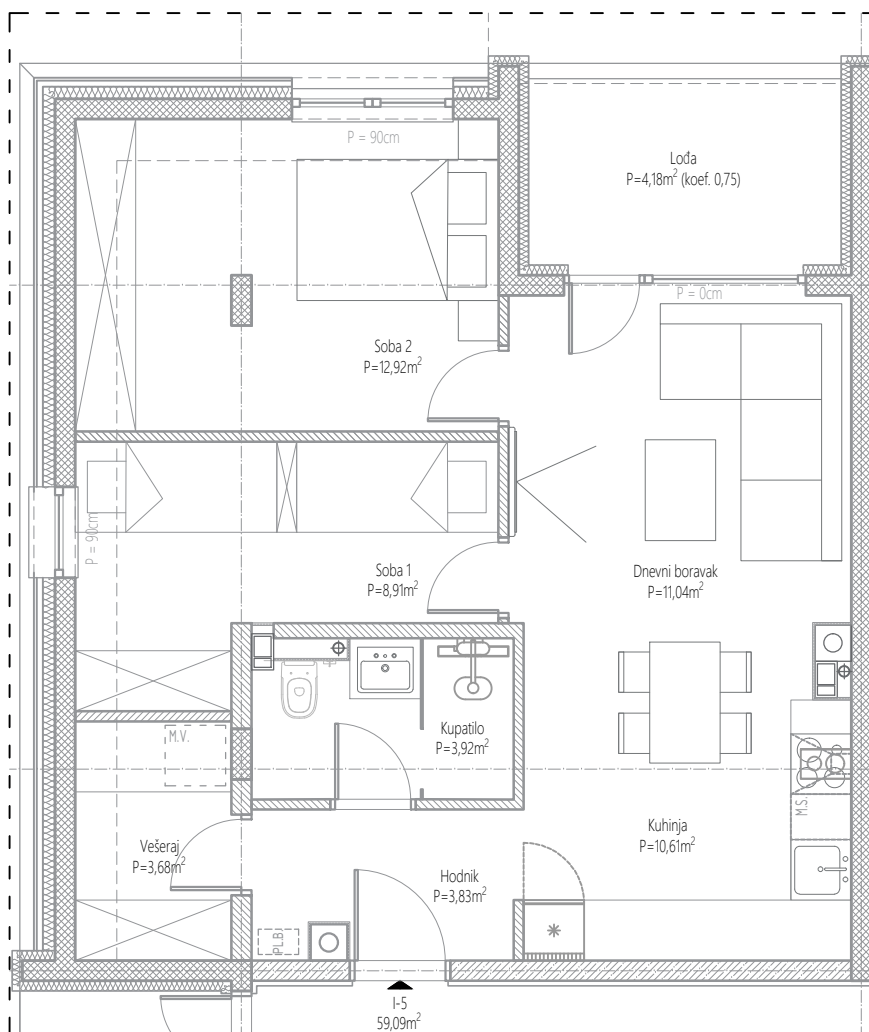 P = 90cm
Lođa
P=4,18m² (koef. 0,75)
P = 0cm
Soba 2
P=12,92m²
P = 90cm
Soba 1
P=8,91m²
Dnevni boravak
P=11,04m²
M.V.
Kupatilo
P=3,92m²
Vešeraj
P=3,68m²
Kuhinja
P=10,61m²
M.S.
Hodnik
P=3,83m²
PL.B
I-5
59,09m²